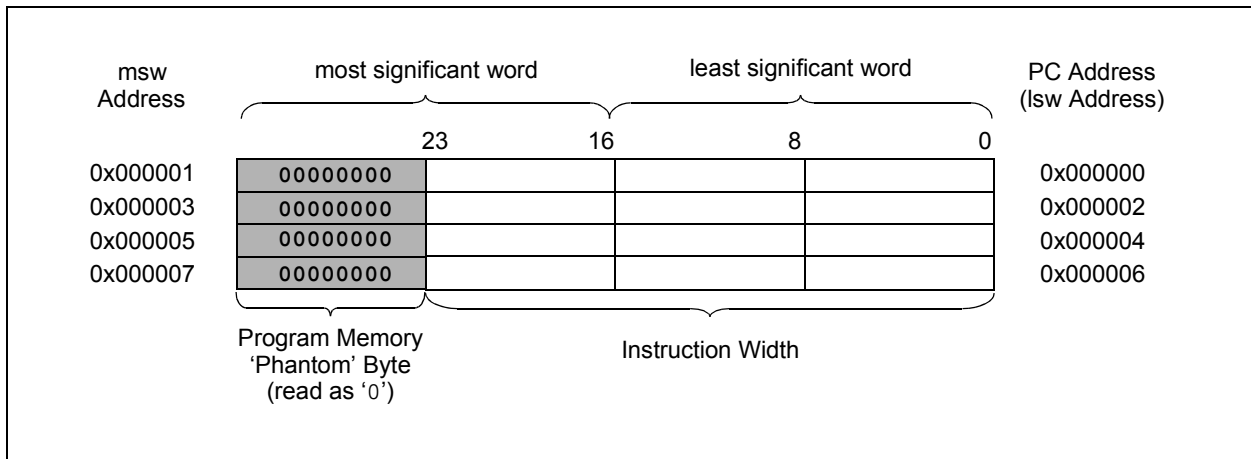 msw
Address
most significant word
least significant word
PC Address
(lsw Address)
23 16 8 0
0x000001 00000000 0x000000
0x000003 00000000 0x000002
0x000005 00000000 0x000004
0x000007 00000000 0x000006
Program Memory
‘Phantom’ Byte
(read as ‘0’)
Instruction Width